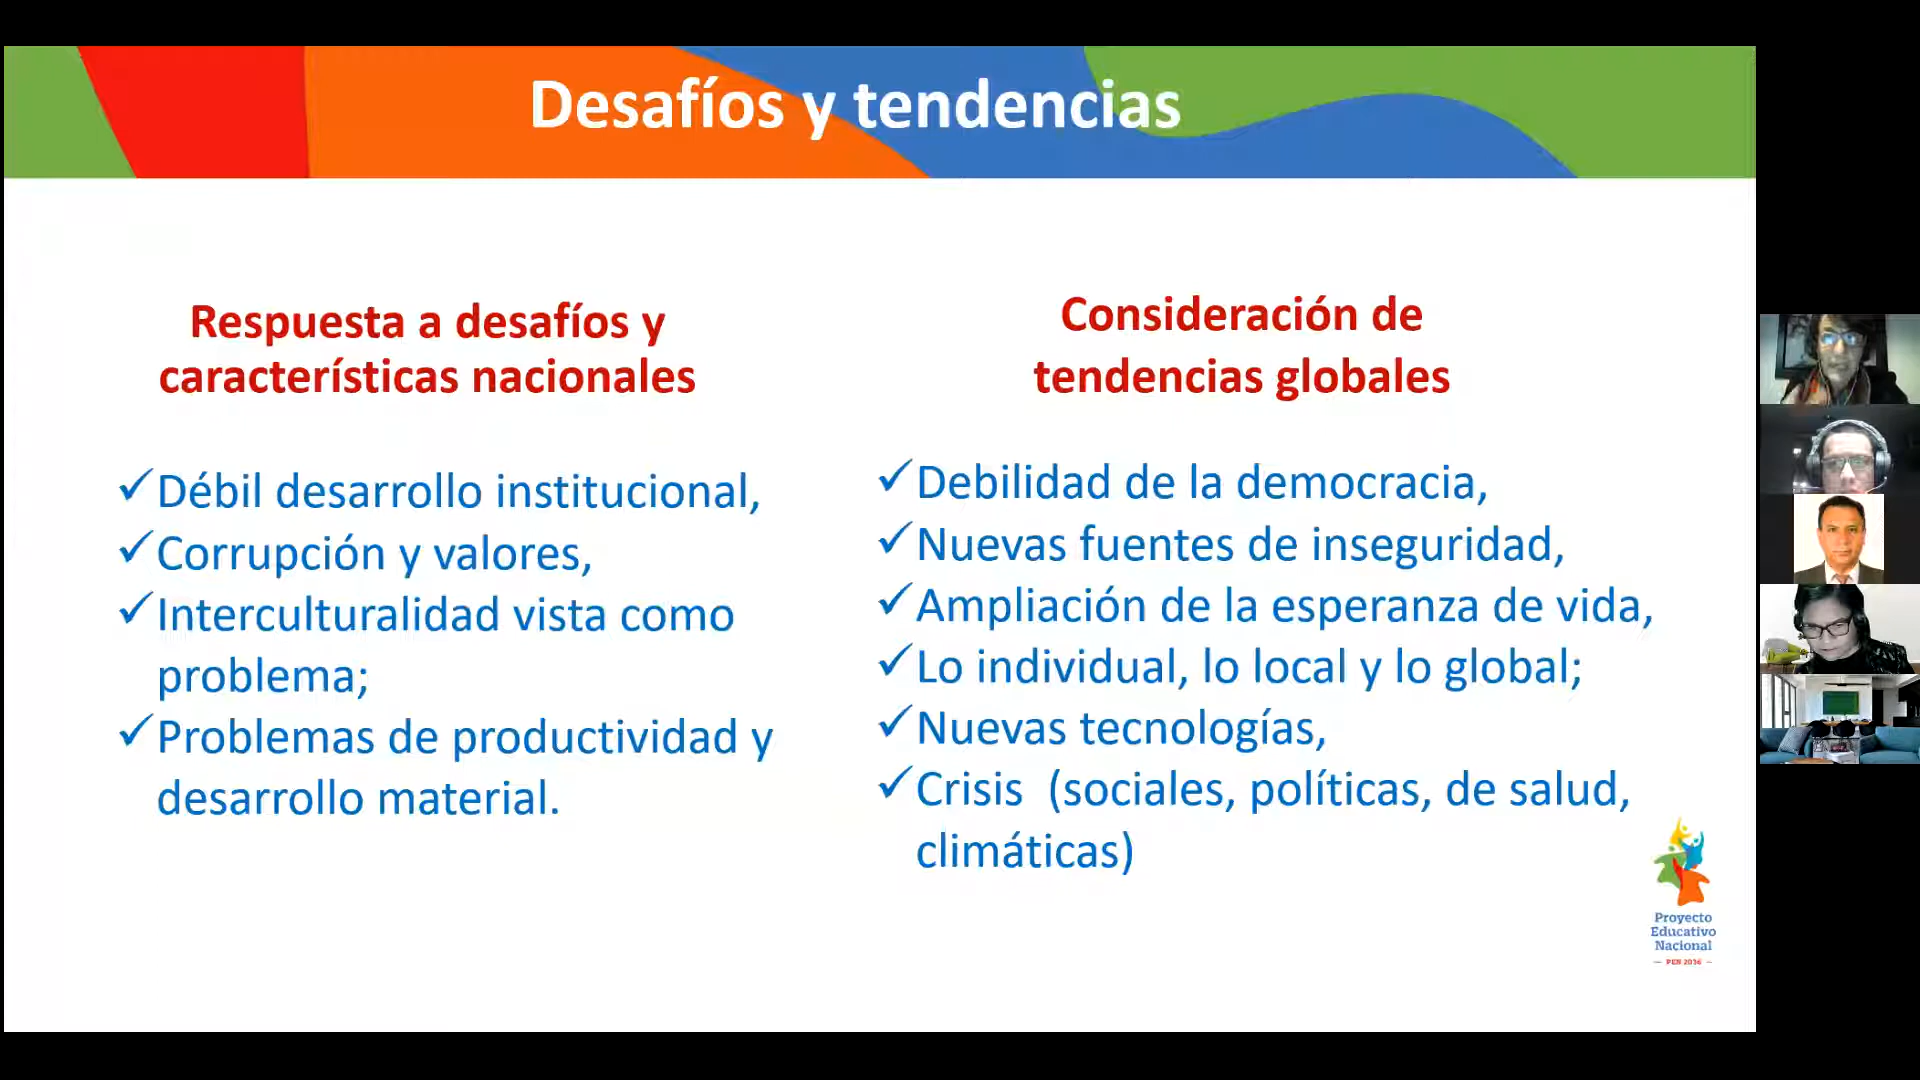 Desafíos y tendencias
Respuesta a desafíos y
características nacionales
✓Débil desarrollo institucional,
✓Corrupción y valores,
✓Interculturalidad vista como
problema;
✓Problemas de productividad y
desarrollo material.
Consideración de
tendencias globales
✓Debilidad de la democracia,
✓Nuevas fuentes de inseguridad,
✓Ampliación de la esperanza de vida,
✓Lo individual, lo local y lo global;
✓Nuevas tecnologías,
✓Crisis  (sociales, políticas, de salud,
climáticas)
Proyecto
Educativo
Nacional
— PEN 2036 —